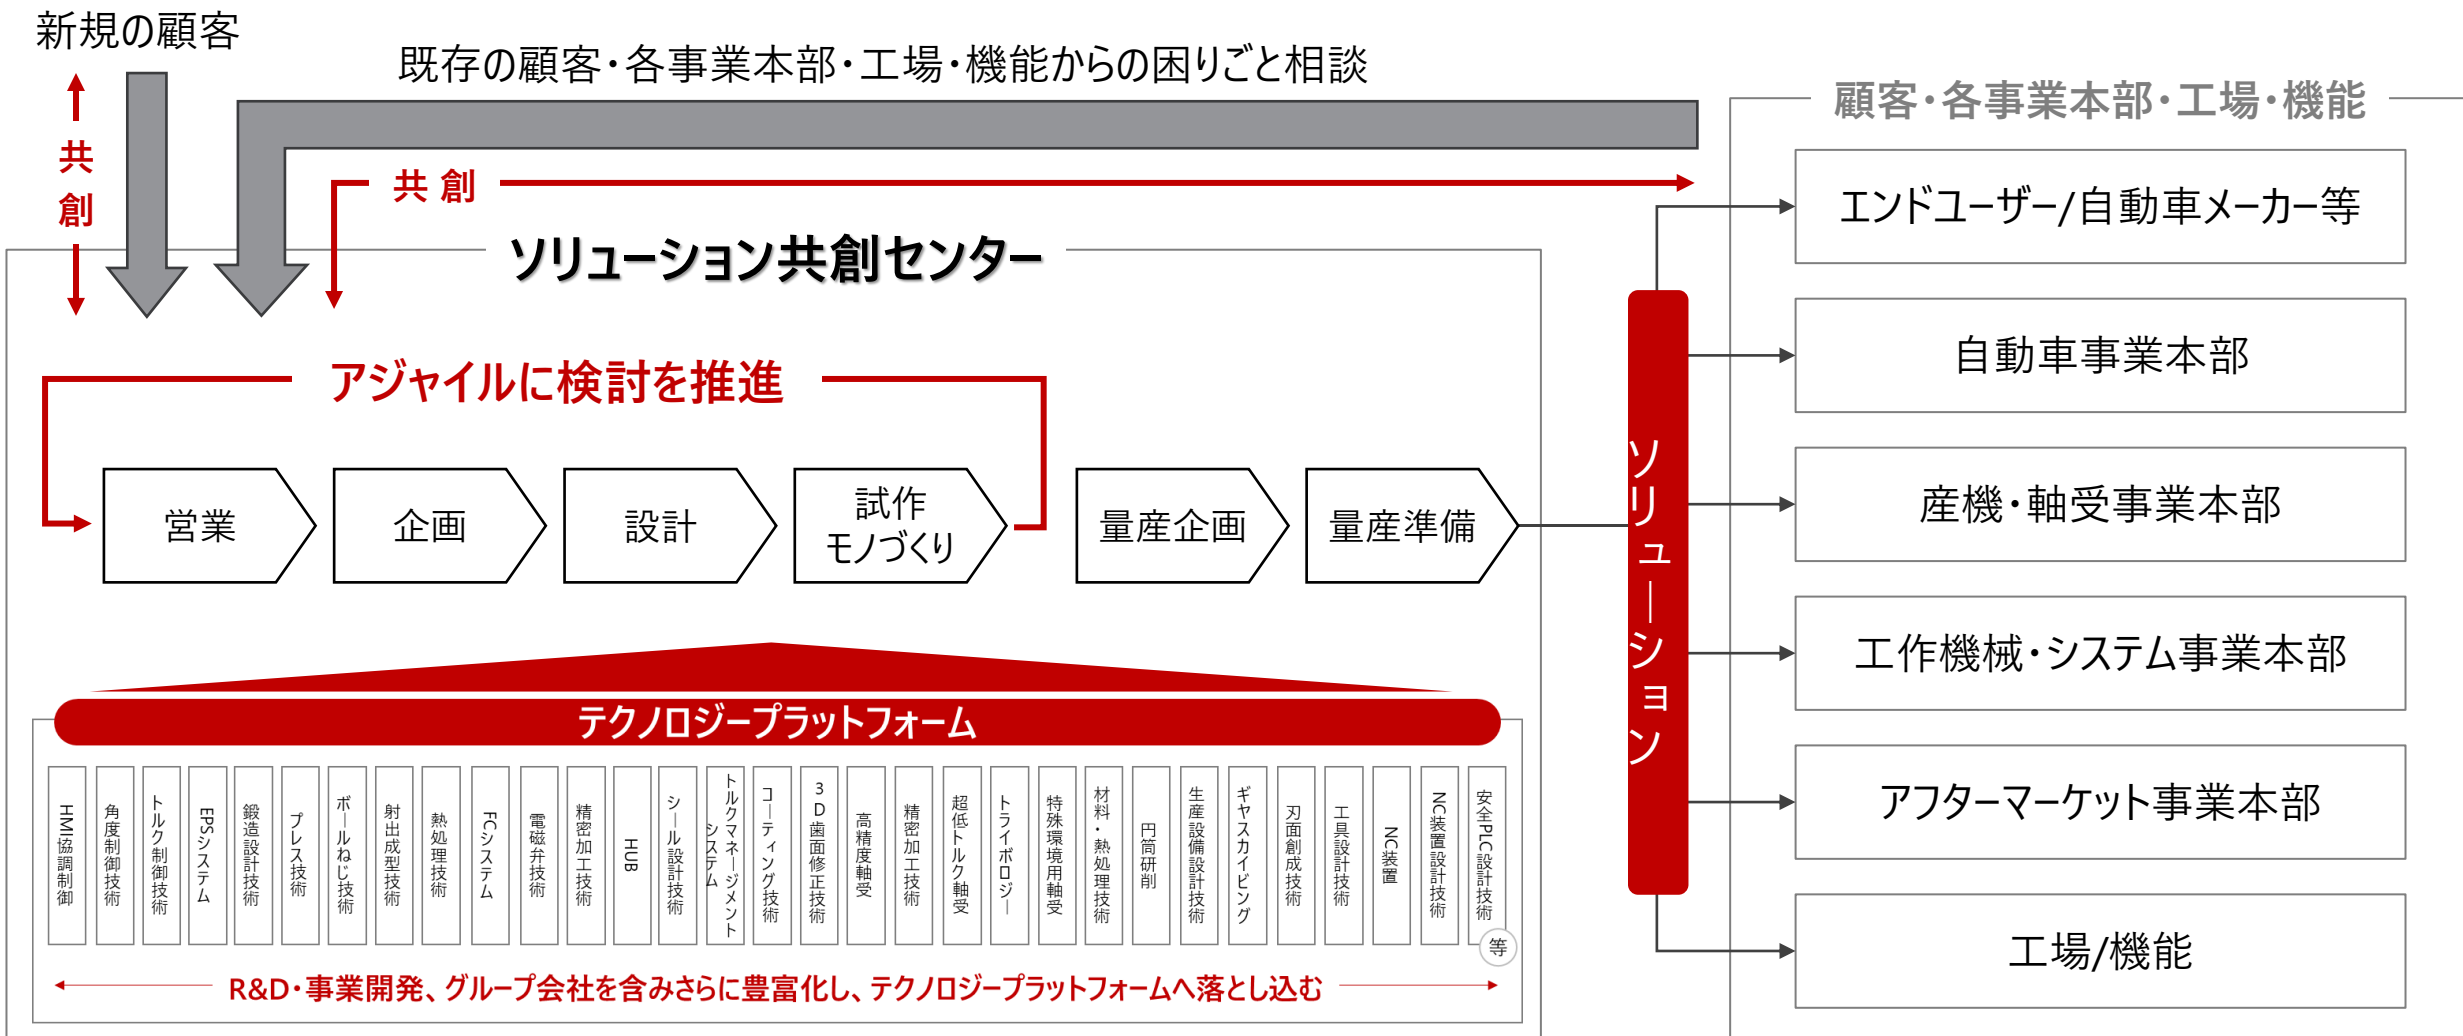 新規の顧客
既存の顧客・各事業本部・工場・機能からの困りごと相談
共創
共創
ソリューション共創センター
アジャイルに検討を推進
営業
企画
設計
試作
モノづくり
量産企画
量産準備
ソリューション
顧客・各事業本部・工場・機能
エンドユーザー/自動車メーカー等
自動車事業本部
産機・軸受事業本部
工作機械・システム事業本部
アフターマーケット事業本部
工場/機能
テクノロジープラットフォーム
HMI協調制御
角度制御技術
トルク制御技術
EPSシステム
鍛造設計技術
プレス技術
ボールねじ技術
射出成型技術
熱処理技術
FCシステム
電磁弁技術
精密加工技術
HUB
シール設計技術
トルクマネージメント
システム
コーティング技術
3D歯面修正技術
高精度軸受
精密加工技術
超低トルク軸受
トライボロジー
特殊環境用軸受
材料・熱処理技術
円筒研削
生産設備設計技術
ギヤスカイビング
刃面創成技術
工具設計技術
NC装置
NC装置設計技術
安全PLC設計技術
等
R&D・事業開発、グループ会社を含みさらに豊富化し、テクノロジープラットフォームへ落とし込む